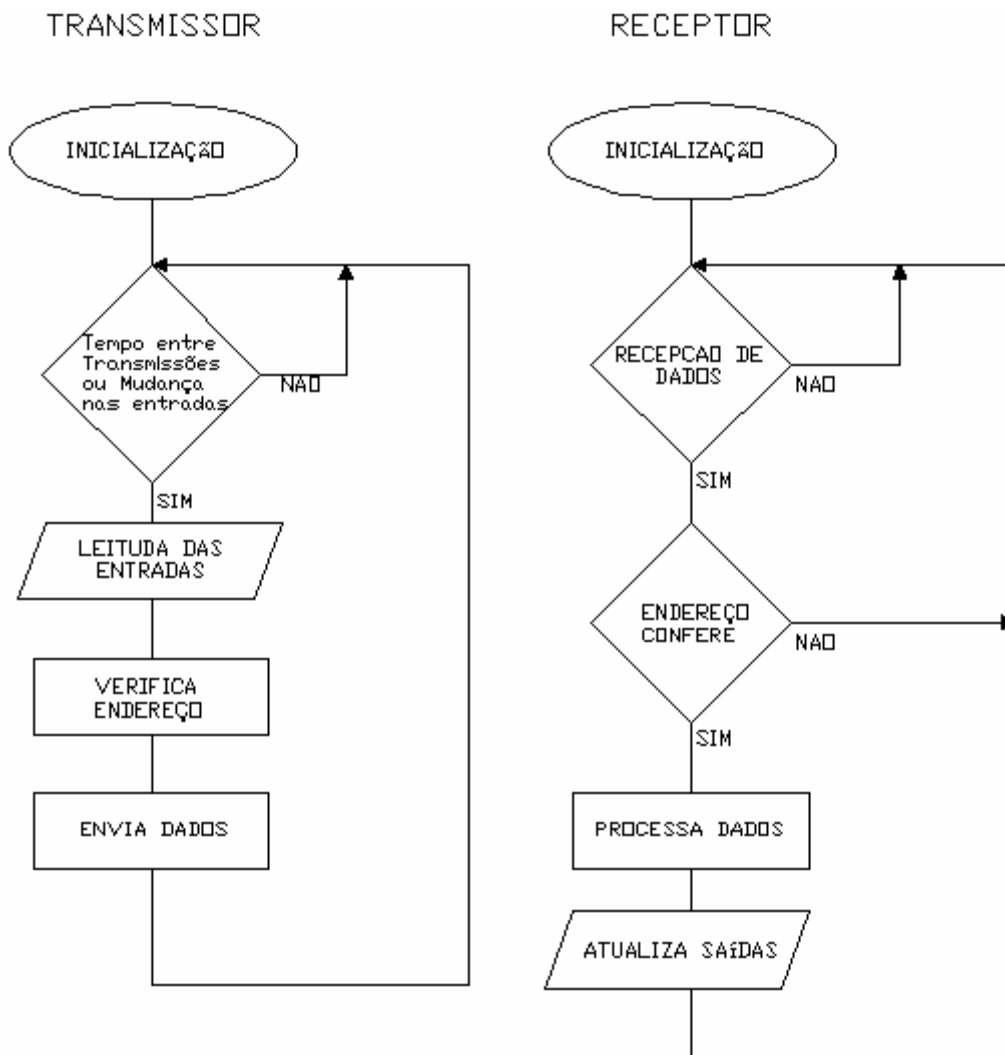 TRANSMISSOR
INICIALIZAÇÃO
Tempo entre
Transmissões
ou Mudança
nas entradas
NAO
SIM
LEITUDA DAS
ENTRADAS
VERIFICA
ENDEREÇO
ENVIA DADOS
RECEPTOR
INICIALIZAÇÃO
RECEPCAO DE
DADOS
NAO
SIM
ENDEREÇO
CONFERE
NAO
SIM
PROCESSA DADOS
ATUALIZA SAíDAS